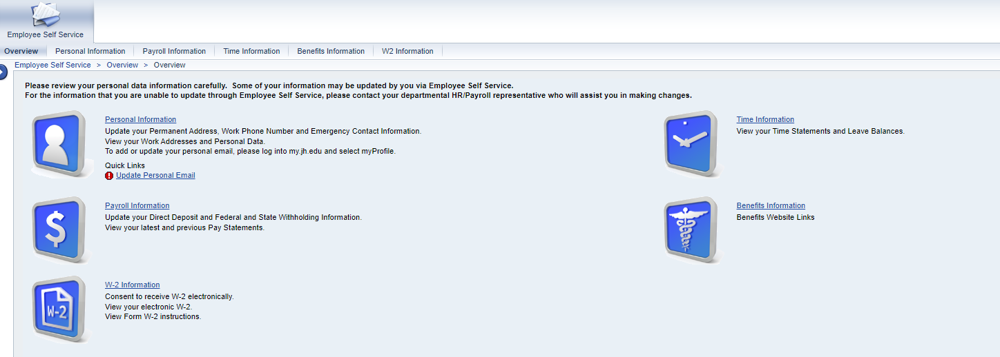 Employee Self Service
Overview Personal Information Payroll Information Time Information Benefits Information W2 Information
Employee Self Service > Overview > Overview
Please review your personal data information carefully. Some of your information may be updated by you via Employee Self Service.
For the information that you are unable to update through Employee Self Service, please contact your departmental HR/Payroll representative who will assist you in making changes.
Personal Information
Update your Permanent Address, Work Phone Number and Emergency Contact Information.
View your Work Addresses and Personal Data.
To add or update your personal email, please log into my.jh.edu and select myProfile.
Quick Links
Update Personal Email
Time Information
View your Time Statements and Leave Balances.
$
Payroll Information
Update your Direct Deposit and Federal and State Withholding Information.
View your latest and previous Pay Statements.
Benefits Information
Benefits Website Links
W-2
W-2 Information
Consent to receive W-2 electronically.
View your electronic W-2.
View Form W-2 instructions.